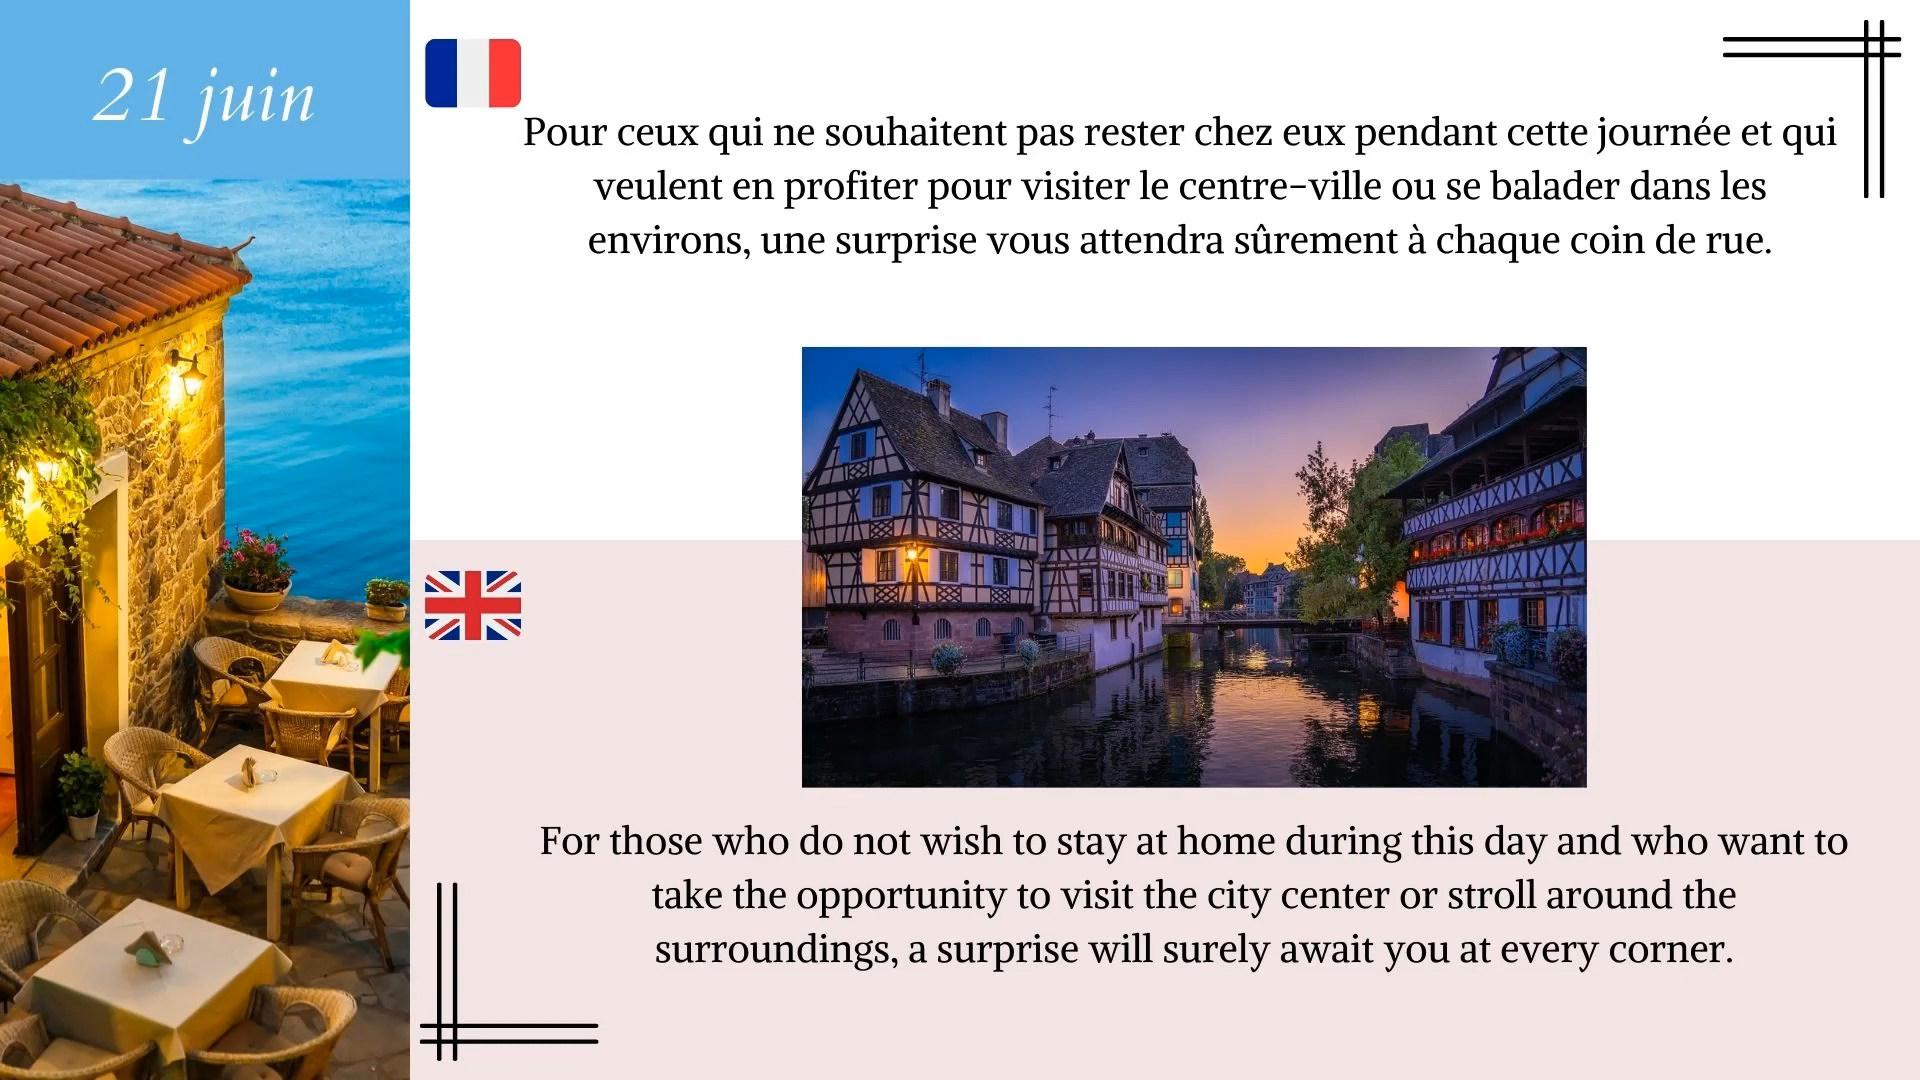 21 juin
Pour ceux qui ne souhaitent pas rester chez eux pendant cette journée et qui
veulent en profiter pour visiter le centre-ville ou se balader dans les
environs, une surprise vous attendra sûrement à chaque coin de rue.
For those who do not wish to stay at home during this day and who want to
take the opportunity to visit the city center or stroll around the
surroundings, a surprise will surely await you at every corner.